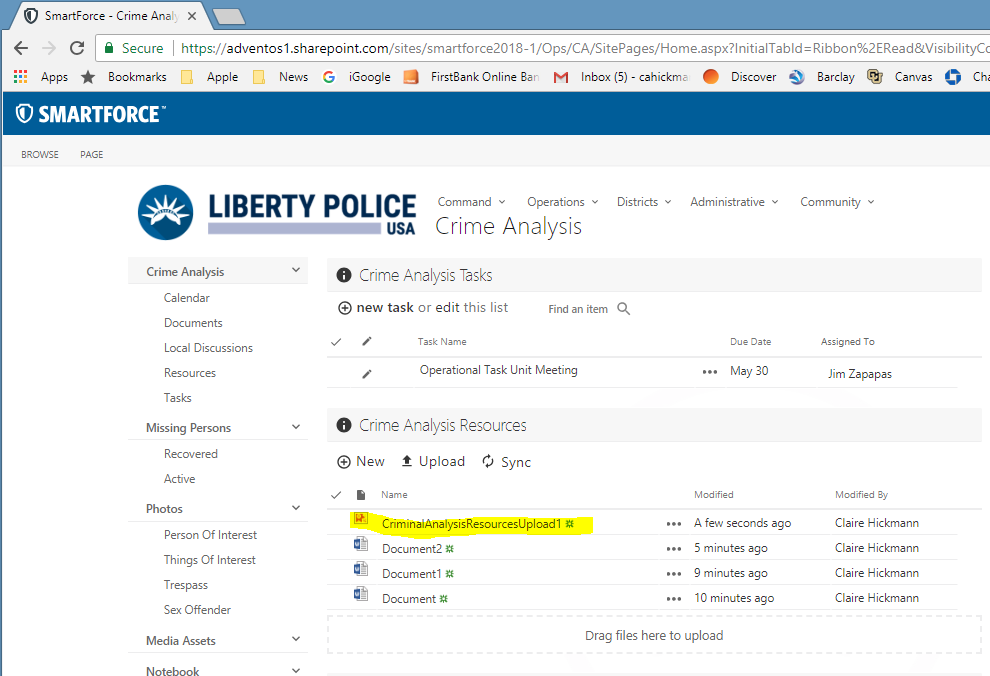 SmartForce - Crime Analy
Secure https://adventos1.sharepoint.com/sites/smartforce2018-1/Ops/CA/SitePages/Home.aspx?InitialTabId=Ribbon%2ERead&VisibilityCo
Apps Bookmarks Apple News iGoogle FirstBank Online Ban Inbox (5) - cahickma Discover Barclay Canvas Cha
SMARTFORCE™
BROWSE PAGE
LIBERTY POLICE
USA
Command Operations Districts Administrative Community
Crime Analysis
Crime Analysis
Calendar
Documents
Local Discussions
Resources
Tasks
Missing Persons
Recovered
Active
Photos
Person Of Interest
Things Of Interest
Trespass
Sex Offender
Media Assets
Notebook
Crime Analysis Tasks
new task or edit this list Find an item
Task Name Due Date Assigned To
Operational Task Unit Meeting ••• May 30 Jim Zapapas
Crime Analysis Resources
New Upload Sync
Name Modified Modified By
CriminalAnalysisResourcesUpload1 ••• A few seconds ago Claire Hickmann
Document2 ••• 5 minutes ago Claire Hickmann
Document1 ••• 9 minutes ago Claire Hickmann
Document ••• 10 minutes ago Claire Hickmann
Drag files here to upload